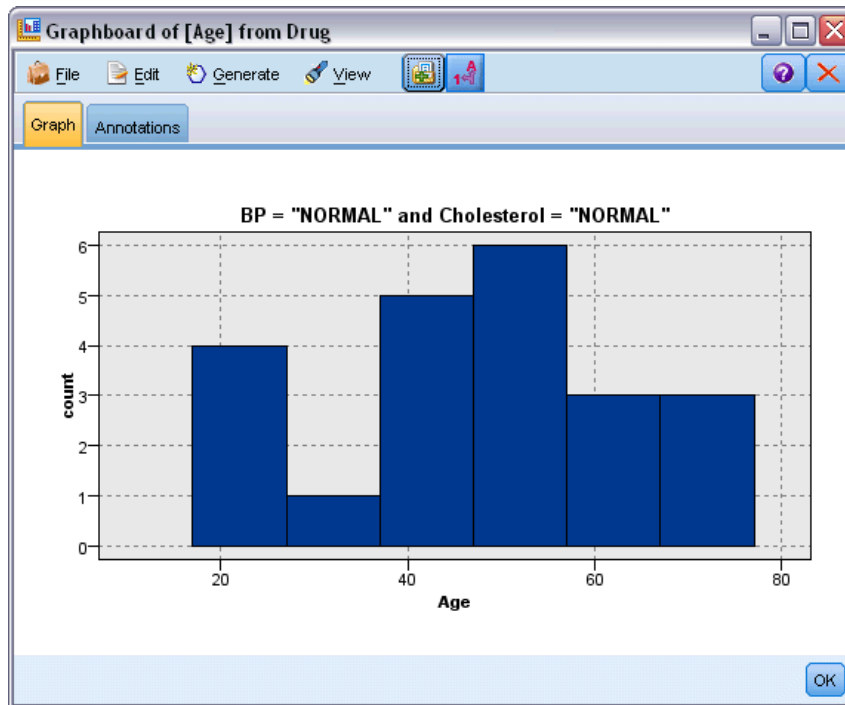 Graphboard of [Age] from Drug
File Edit Generate View
Graph Annotations
BP = "NORMAL" and Cholesterol = "NORMAL"
6
5
4
3
2
1
0
count
20 40 60 80
Age
OK